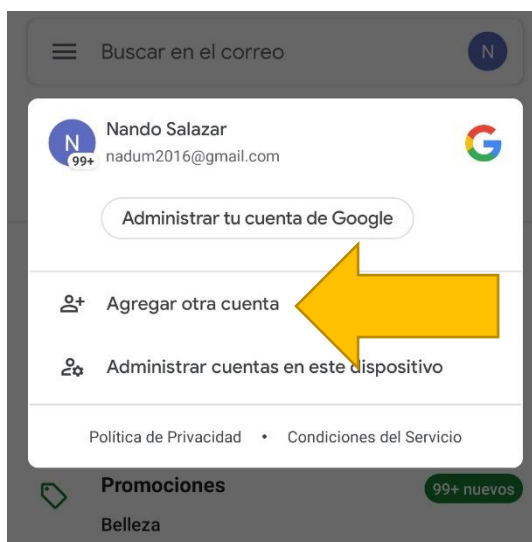 Buscar en el correo
N
N
99+
Nando Salazar
nadum2016@gmail.com
G
Administrar tu cuenta de Google
Agregar otra cuenta
Administrar cuentas en este dispositivo
Política de Privacidad • Condiciones del Servicio
Promociones
99+ nuevos
Belleza